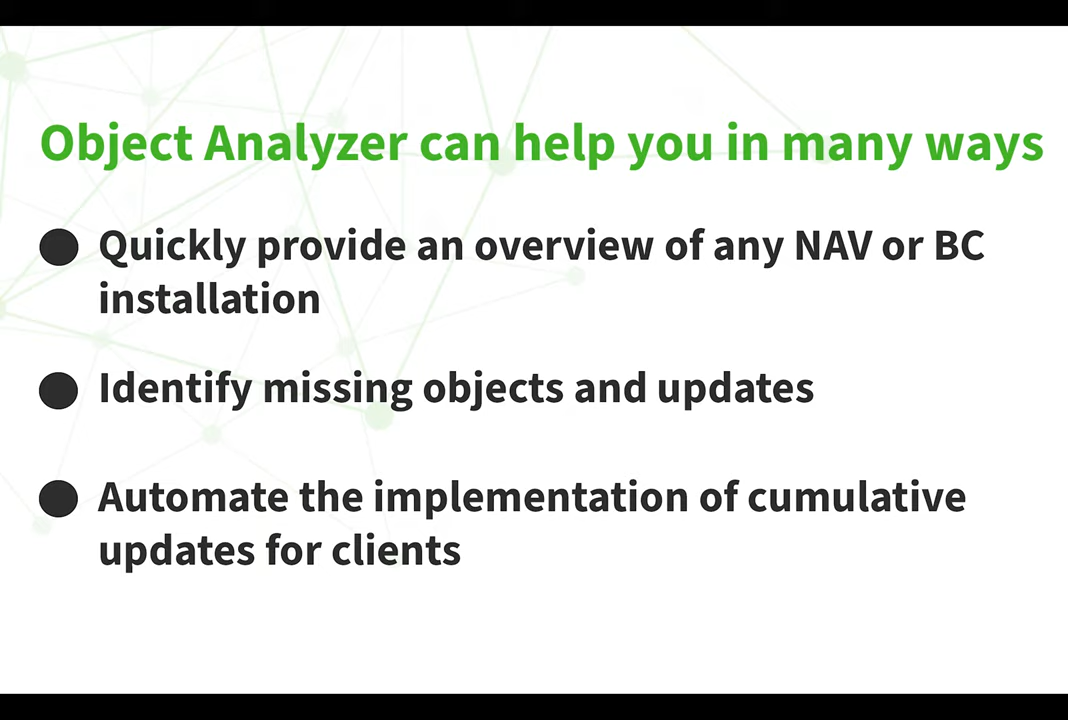 Object Analyzer can help you in many ways
Quickly provide an overview of any NAV or BC
installation
Identify missing objects and updates
Automate the implementation of cumulative
updates for clients